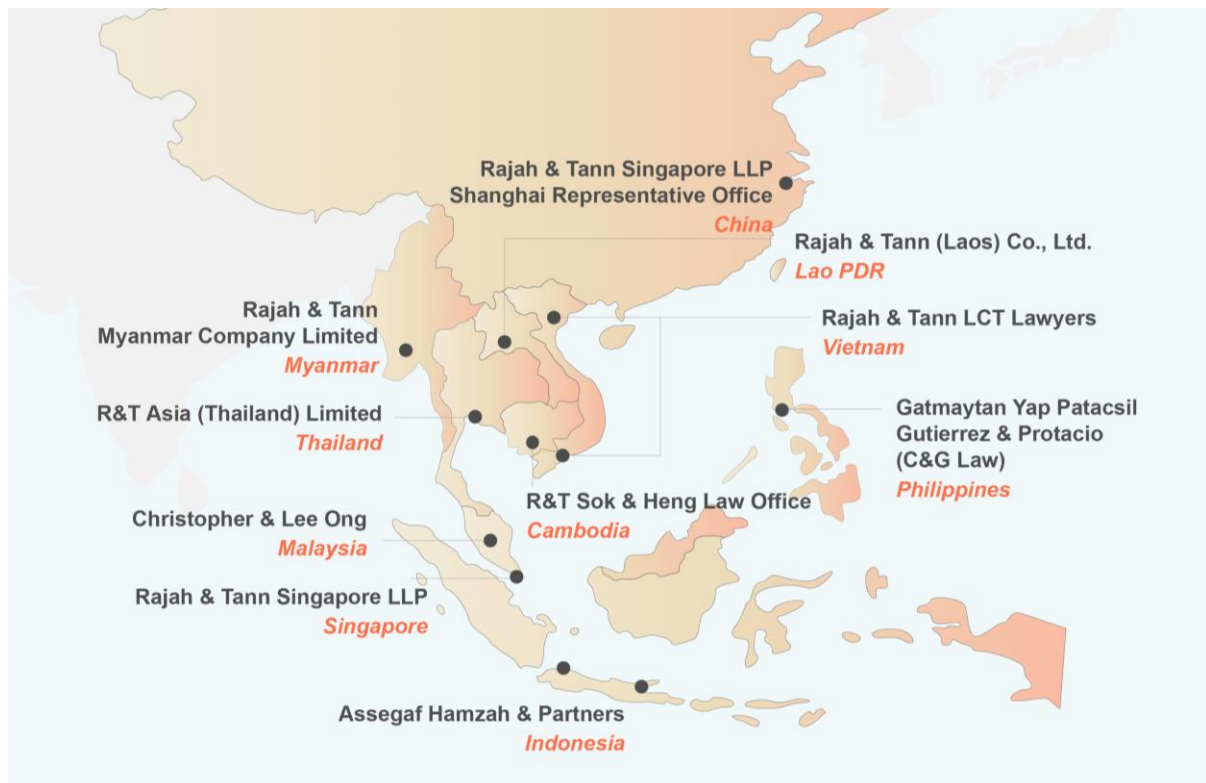 Rajah & Tann Singapore LLP
Shanghai Representative Office
China
Rajah & Tann (Laos) Co., Ltd.
Lao PDR
Rajah & Tann
Myanmar Company Limited
Myanmar
Rajah & Tann LCT Lawyers
Vietnam
R&T Asia (Thailand) Limited
Thailand
Gatmaytan Yap Patacsil
Gutierrez & Protacio
(C&G Law)
Philippines
R&T Sok & Heng Law Office
Cambodia
Christopher & Lee Ong
Malaysia
Rajah & Tann Singapore LLP
Singapore
Assegaf Hamzah & Partners
Indonesia